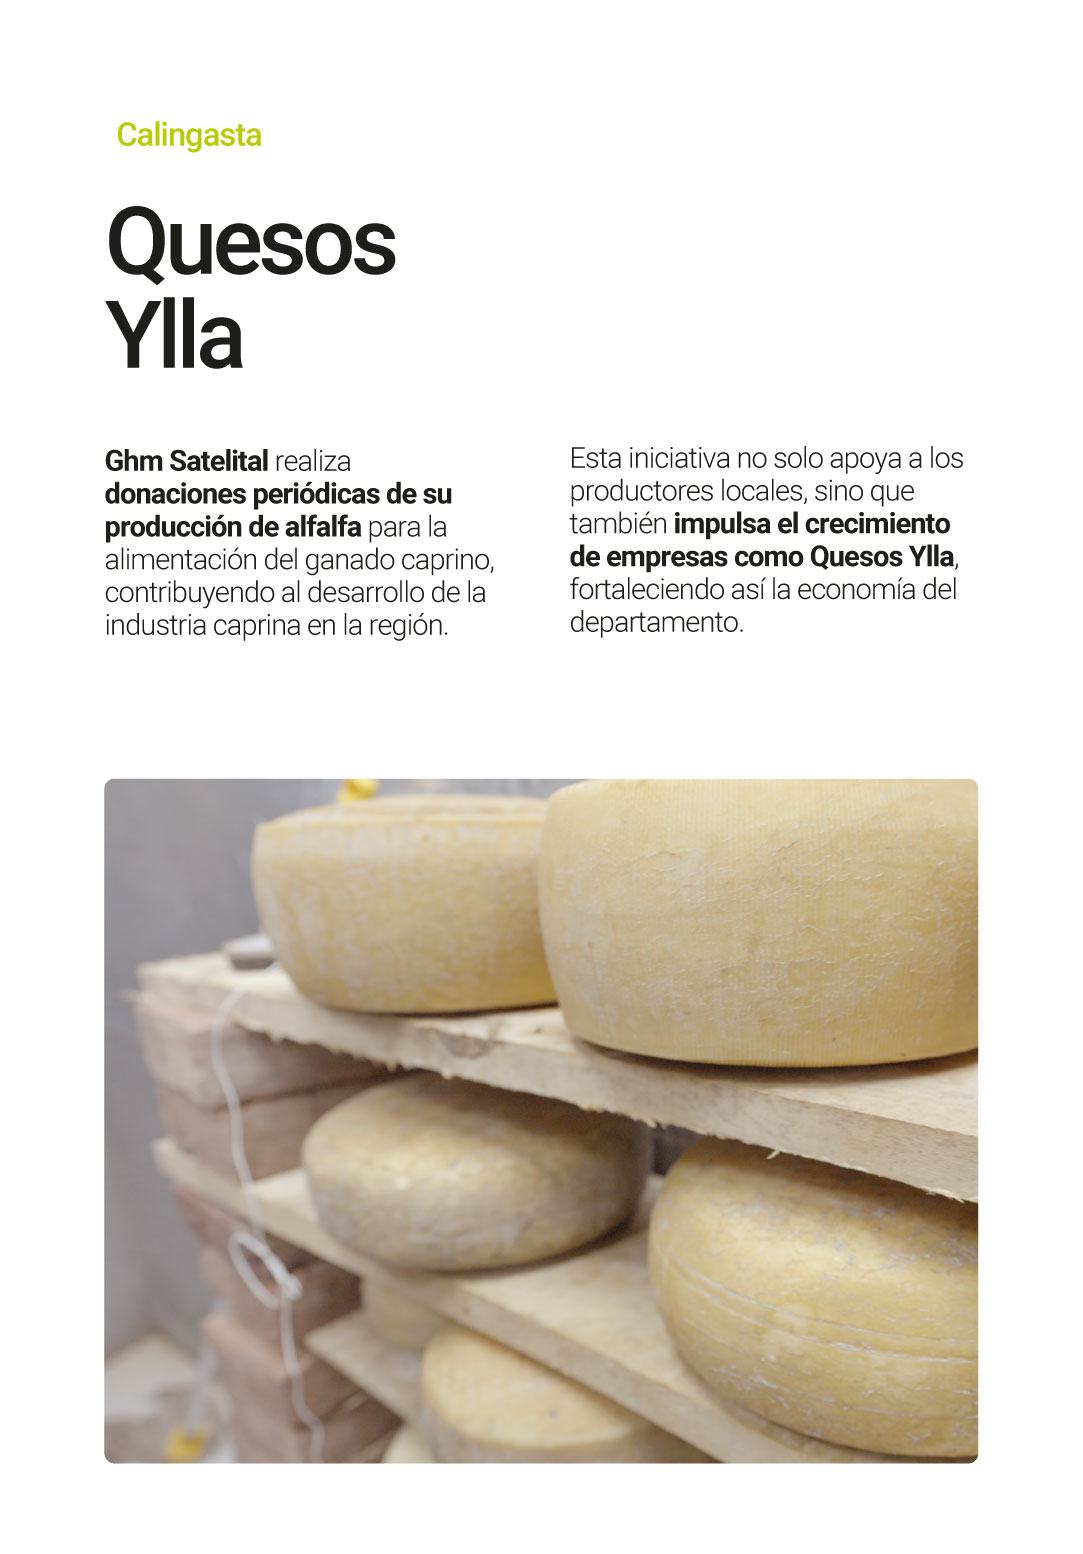 Calingasta
Quesos
Ylla
Ghm Satelital realiza
donaciones periódicas de su
producción de alfalfa para la
alimentación del ganado caprino,
contribuyendo al desarrollo de la
industria caprina en la región.
Esta iniciativa no solo apoya a los
productores locales, sino que
también impulsa el crecimiento
de empresas como Quesos Ylla,
fortaleciendo así la economía del
departamento.